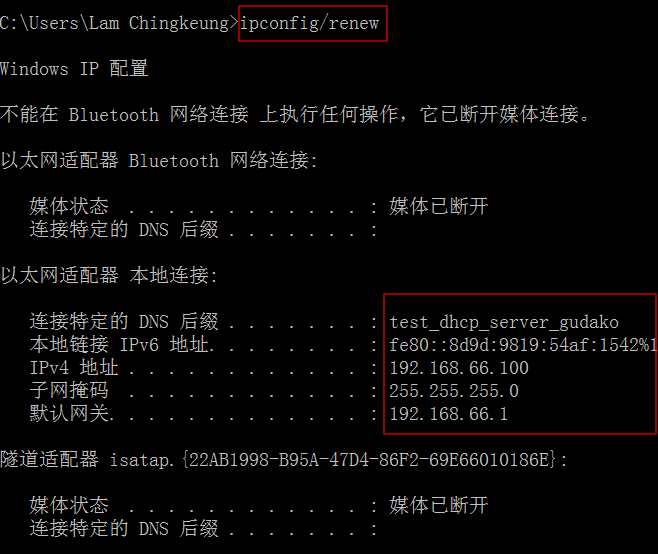 C:\Users\Lam Chingkeung>ipconfig/renew
Windows IP 配置
不能在 Bluetooth 网络连接 上执行任何操作，它已断开媒体连接。
以太网适配器 Bluetooth 网络连接:
媒体状态 . . . . . . . . . . . . : 媒体已断开
连接特定的 DNS 后缀 . . . . . . . :
以太网适配器 本地连接:
连接特定的 DNS 后缀 . . . . . . . : test_dhcp_server_gudako
本地链接 IPv6 地址. . . . . . . . : fe80::8d9d:9819:54af:1542%1
IPv4 地址 . . . . . . . . . . . . : 192.168.66.100
子网掩码 . . . . . . . . . . . . : 255.255.255.0
默认网关. . . . . . . . . . . . . : 192.168.66.1
隧道适配器 isatap.{22AB1998-B95A-47D4-86F2-69E66010186E}:
媒体状态 . . . . . . . . . . . . : 媒体已断开
连接特定的 DNS 后缀 . . . . . . . :